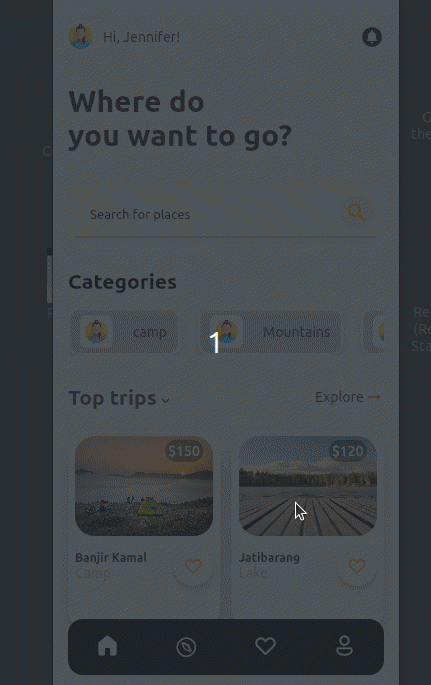 Hi, Jennifer!
Where do
you want to go?
Search for places
Categories
camp
Mountains
1
Top trips
Explore →
$150
$120
Banjir Kamal
Camp
Jatibarang
Lake